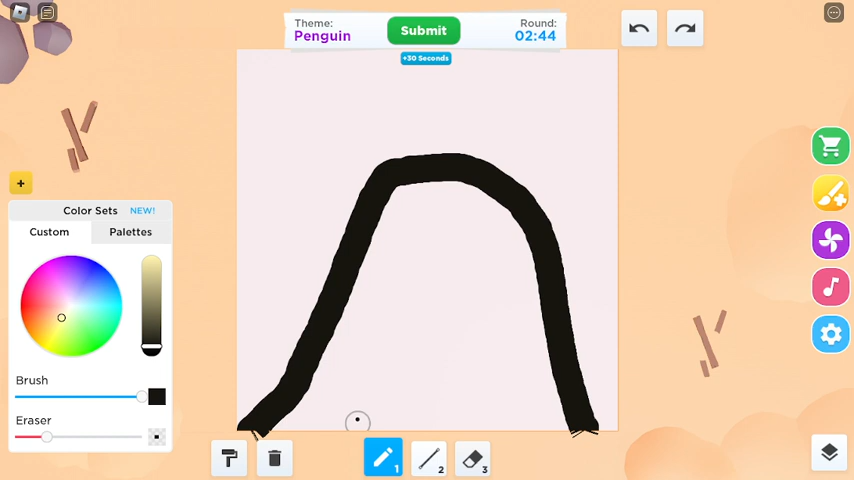 Theme:
Penguin
Submit
Round:
02:44
+30 Seconds
+
Color Sets NEW!
Custom
Palettes
Brush
Eraser
1
2
3